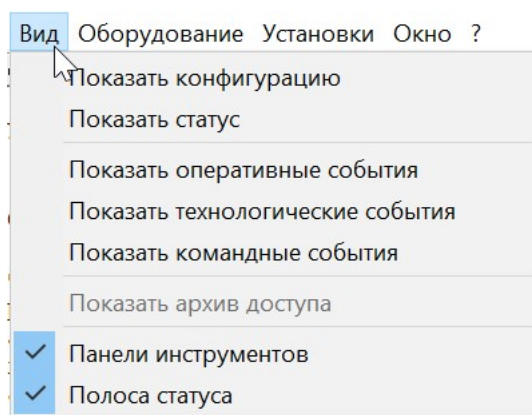 Вид Оборудование Установки Окно ?
Показать конфигурацию
Показать статус
Показать оперативные события
Показать технологические события
Показать командные события
Показать архив доступа
Панели инструментов
Полоса статуса